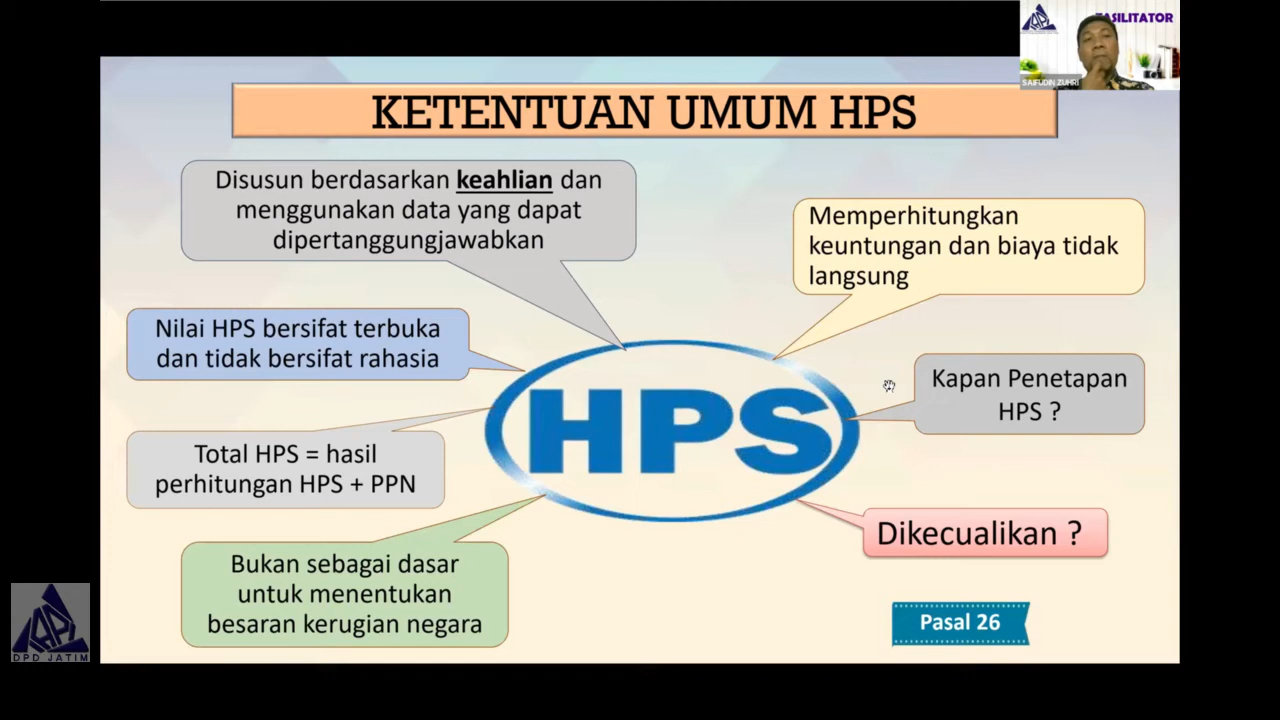 FASILITATOR
SAIFUDIN ZUHRI
KETENTUAN UMUM HPS
Disusun berdasarkan keahlian dan
menggunakan data yang dapat
dipertanggungjawabkan
Memperhitungkan
keuntungan dan biaya tidak
langsung
Nilai HPS bersifat terbuka
dan tidak bersifat rahasia
Kapan Penetapan
HPS ?
HPS
Total HPS = hasil
perhitungan HPS + PPN
Dikecualikan ?
Bukan sebagai dasar
untuk menentukan
besaran kerugian negara
Pasal 26
DPD JATIM